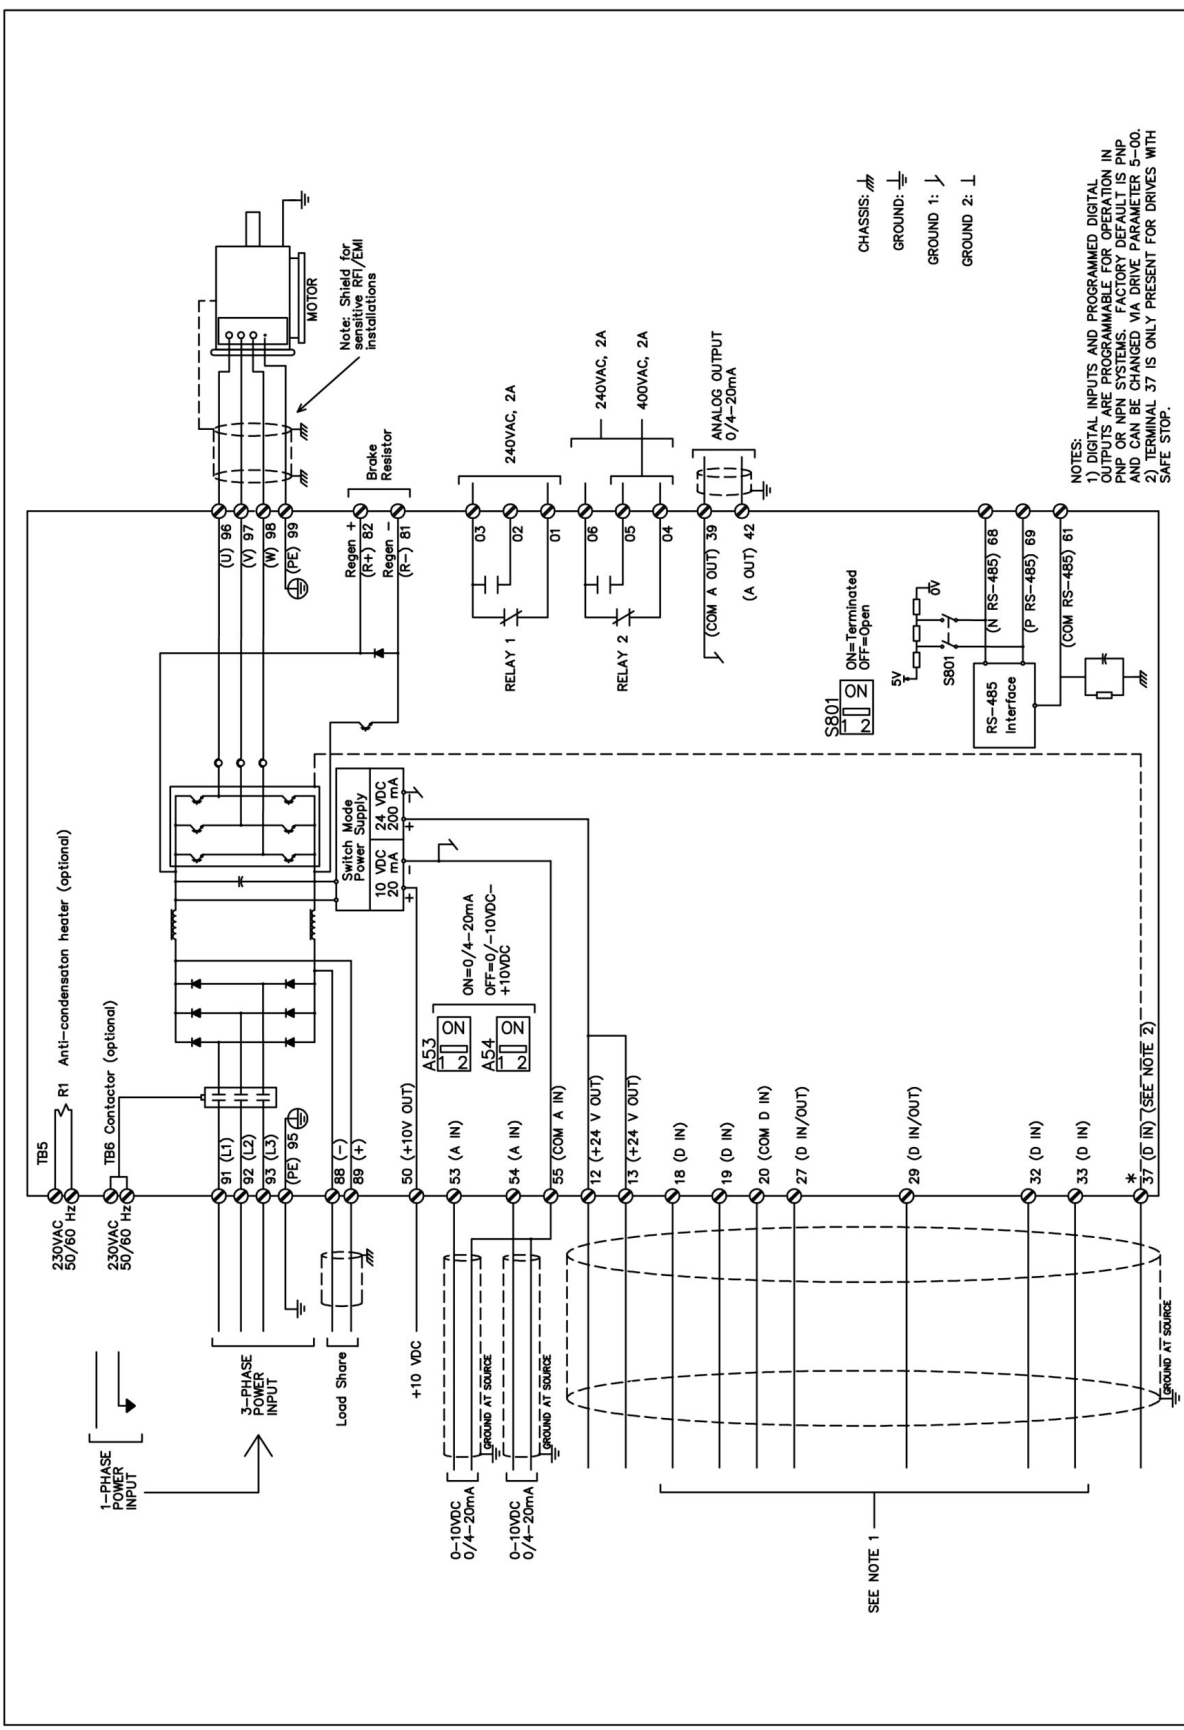 1-PHASE
POWER
INPUT
3-PHASE
POWER
INPUT
Load Share
+10 VDC
0-10VDC
0/4-20mA
0-10VDC
0/4-20mA
SEE NOTE 1
230VAC
50/60 Hz
230VAC
50/60 Hz
GROUND AT SOURCE
GROUND AT SOURCE
GROUND AT SOURCE
TB5
R1 Anti-condensaton heater (optional)
TB6 Contactor (optional)
91 (L1)
92 (L2)
93 (L3)
(PE) 95
88 (-)
89 (+)
50 (+10V OUT)
53 (A IN)
54 (A IN)
55 (COM A IN)
12 (+24 V OUT)
13 (+24 V OUT)
18 (D IN)
19 (D IN)
20 (COM D IN)
27 (D IN/OUT)
29 (D IN/OUT)
32 (D IN)
33 (D IN)
* 37 (D IN) (SEE NOTE 2)
A53
ON
1 2
A54
ON
1 2
ON=0/4-20mA
OFF=0/-10VDC-
+10VDC
Switch Mode
Power Supply
10 VDC
20 mA
24 VDC
200 mA
+ - + -
(U) 96
(V) 97
(W) 98
(PE) 99
Regen +
(R+) 82
Regen -
(R-) 81
Brake
Resistor
MOTOR
Note: Shield for
sensitive RFI/EMI
installations
RELAY 1
03
02
01
240VAC, 2A
RELAY 2
06
05
04
240VAC, 2A
400VAC, 2A
(COM A OUT) 39
(A OUT) 42
ANALOG OUTPUT
0/4-20mA
S801
ON
1 2
ON=Terminated
OFF=Open
5V
S801
0V
RS-485
Interface
(N RS-485) 68
(P RS-485) 69
(COM RS-485) 61
CHASSIS:
GROUND:
GROUND 1:
GROUND 2:
NOTES:
1) DIGITAL INPUTS AND PROGRAMMED DIGITAL
OUTPUTS ARE PROGRAMMABLE FOR OPERATION IN
PNP OR NPN SYSTEMS. FACTORY DEFAULT IS PNP
AND CAN BE CHANGED VIA DRIVE PARAMETER 5-00.
2) TERMINAL 37 IS ONLY PRESENT FOR DRIVES WITH
SAFE STOP.